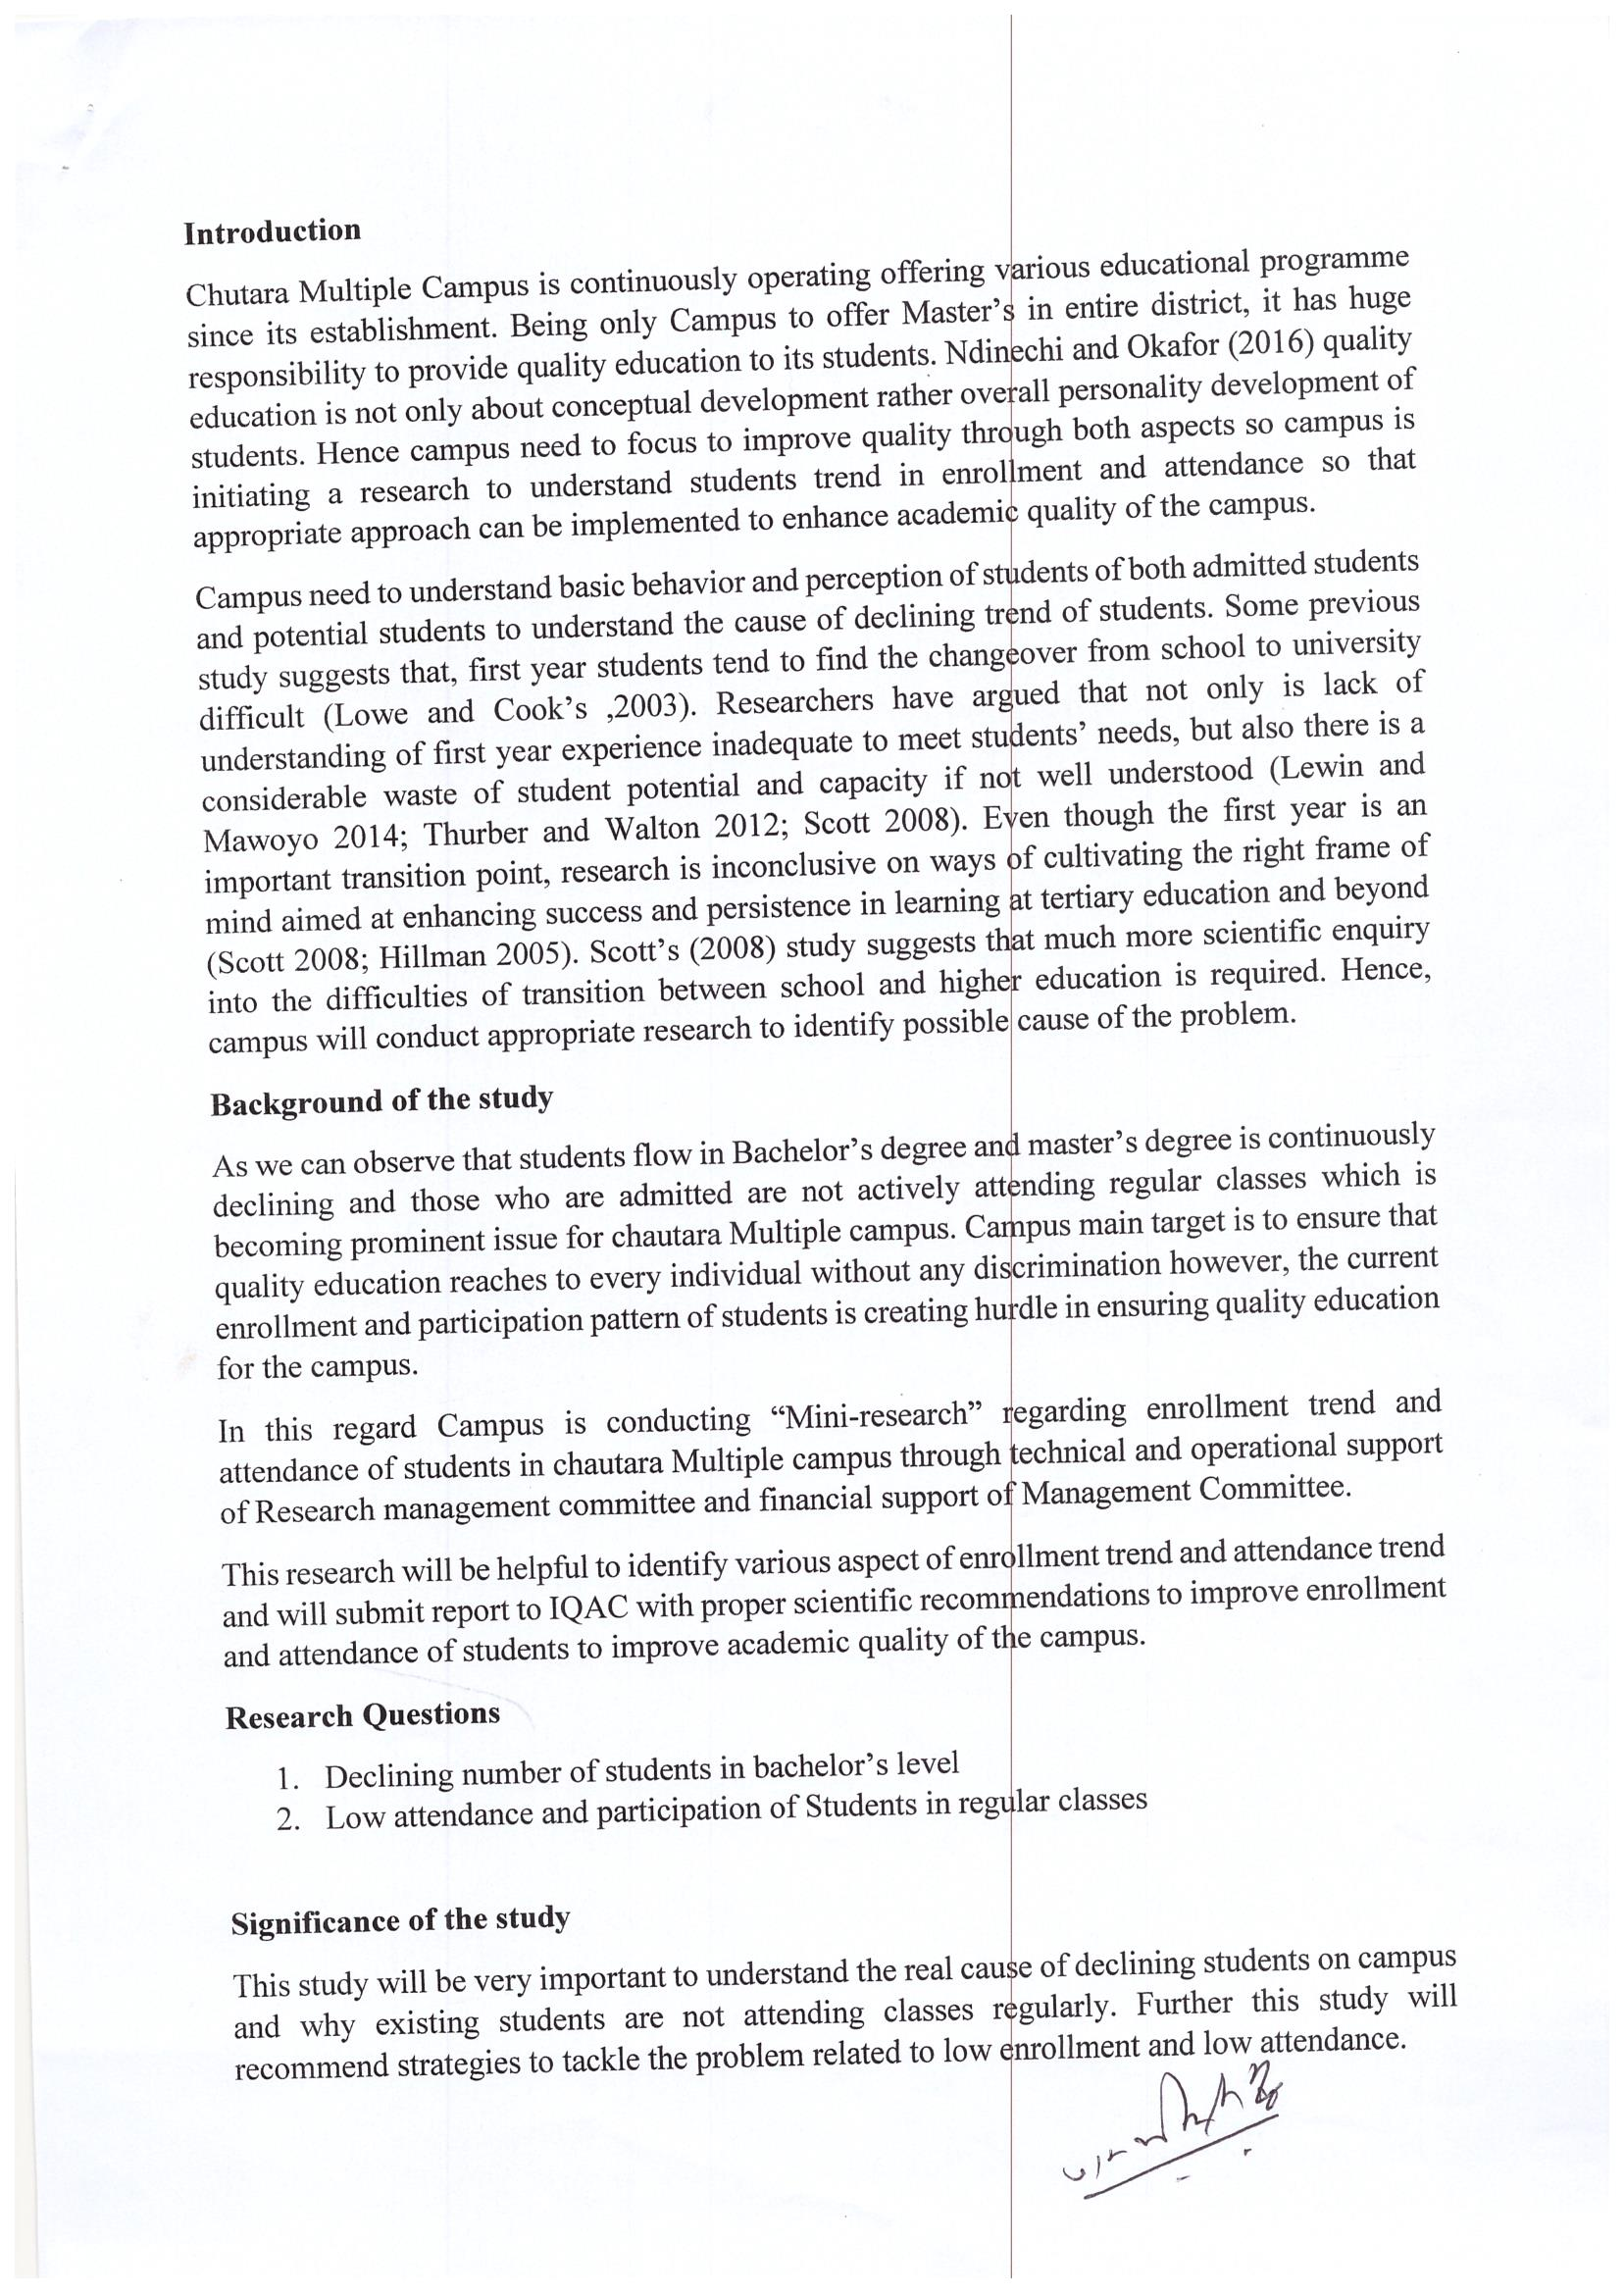 Introduction
Chutara Multiple Campus is continuously operating offering various educational programme
since its establishment. Being only Campus to offer Master's in entire district, it has huge
responsibility to provide quality education to its students. Ndinechi and Okafor (2016) quality
education is not only about conceptual development rather overall personality development of
students. Hence campus need to focus to improve quality through both aspects so campus is
initiating a research to understand students trend in enrollment and attendance so that
appropriate approach can be implemented to enhance academic quality of the campus.
Campus need to understand basic behavior and perception of students of both admitted students
and potential students to understand the cause of declining trend of students. Some previous
study suggests that, first year students tend to find the changeover from school to university
difficult (Lowe and Cook's ,2003). Researchers have argued that not only is lack of
understanding of first year experience inadequate to meet students' needs, but also there is a
considerable waste of student potential and capacity if not well understood (Lewin and
Mawoyo 2014; Thurber and Walton 2012; Scott 2008). Even though the first year is an
important transition point, research is inconclusive on ways of cultivating the right frame of
mind aimed at enhancing success and persistence in learning at tertiary education and beyond
(Scott 2008; Hillman 2005). Scott's (2008) study suggests that much more scientific enquiry
into the difficulties of transition between school and higher education is required. Hence,
campus will conduct appropriate research to identify possible cause of the problem.
Background of the study
As we can observe that students flow in Bachelor's degree and master's degree is continuously
declining and those who are admitted are not actively attending regular classes which is
becoming prominent issue for chautara Multiple campus. Campus main target is to ensure that
quality education reaches to every individual without any discrimination however, the current
enrollment and participation pattern of students is creating hurdle in ensuring quality education
for the campus.
In this regard Campus is conducting “Mini-research” regarding enrollment trend and
attendance of students in chautara Multiple campus through technical and operational support
of Research management committee and financial support of Management Committee.
This research will be helpful to identify various aspect of enrollment trend and attendance trend
and will submit report to IQAC with proper scientific recommendations to improve enrollment
and attendance of students to improve academic quality of the campus.
Research Questions
1. Declining number of students in bachelor's level
2. Low attendance and participation of Students in regular classes
Significance of the study
This study will be very important to understand the real cause of declining students on campus
and why existing students are not attending classes regularly. Further this study will
recommend strategies to tackle the problem related to low enrollment and low attendance.